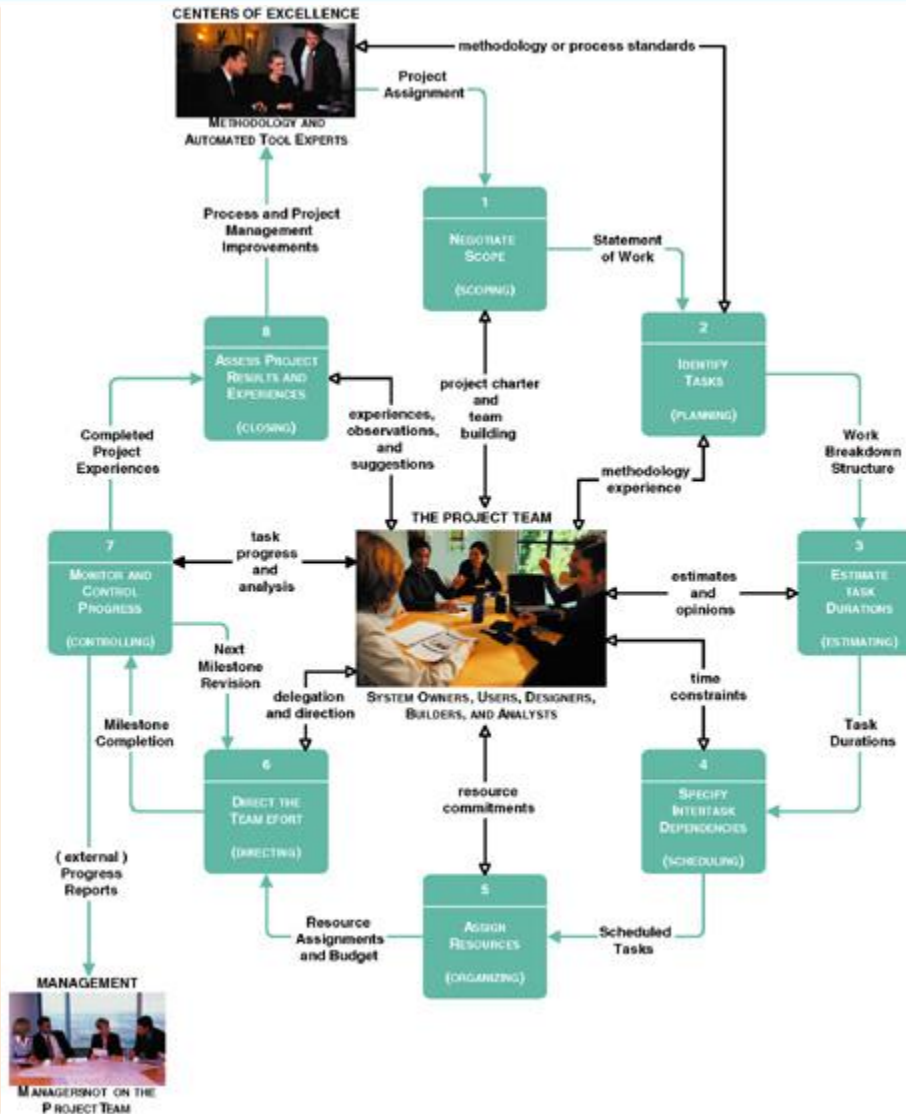 CENTERS OF EXCELLENCE
METHODOLOGY AND
AUTOMATED TOOL EXPERTS
methodology or process standards
Project
Assignment
1
NEGOTIATE
SCOPE
(SCOPING)
Statement
of Work
2
IDENTIFY
TASKS
(PLANNING)
Process and Project
Management
Improvements
8
ASSESS PROJECT
RESULTS AND
EXPERIENCES
(CLOSING)
experiences,
observations,
and
suggestions
project charter
and
team
building
methodology
experience
Work
Breakdown
Structure
Completed
Project
Experiences
THE PROJECT TEAM
7
MONITOR AND
CONTROL
PROGRESS
(CONTROLLING)
task
progress
and
analysis
estimates
and
opinions
3
ESTIMATE
TASK
DURATIONS
(ESTIMATING)
Next
Milestone
Revision
delegation
and direction
SYSTEM OWNERS, USERS, DESIGNERS,
BUILDERS, AND ANALYSTS
time
constraints
Milestone
Completion
Task
Durations
6
DIRECT THE
TEAM EFORT
(DIRECTING)
resource
commitments
4
SPECIFY
INTERTASK
DEPENDENCIES
(SCHEDULING)
( external )
Progress
Reports
Resource
Assignments
and Budget
5
ASSIGN
RESOURCES
(ORGANIZING)
Scheduled
Tasks
MANAGEMENT
MANAGERSNOT ON THE
PROJECT TEAM